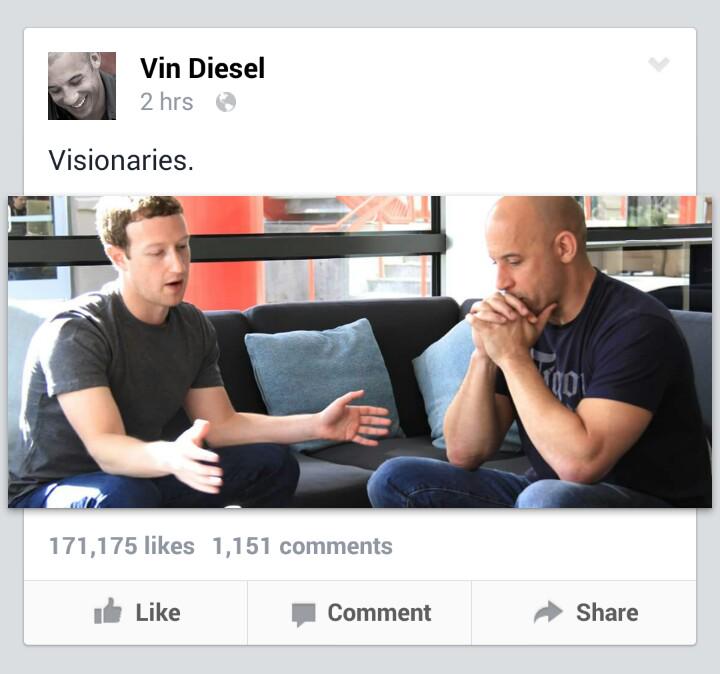 Vin Diesel
2 hrs
Visionaries.
171,175 likes 1,151 comments
Like Comment Share